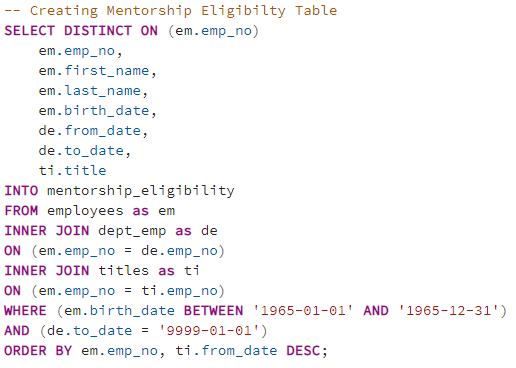 -- Creating Mentorship Eligibilty Table
SELECT DISTINCT ON (em.emp_no)
    em.emp_no,
    em.first_name,
    em.last_name,
    em.birth_date,
    de.from_date,
    de.to_date,
    ti.title
INTO mentorship_eligibility
FROM employees as em
INNER JOIN dept_emp as de
ON (em.emp_no = de.emp_no)
INNER JOIN titles as ti
ON (em.emp_no = ti.emp_no)
WHERE (em.birth_date BETWEEN '1965-01-01' AND '1965-12-31')
AND (de.to_date = '9999-01-01')
ORDER BY em.emp_no, ti.from_date DESC;